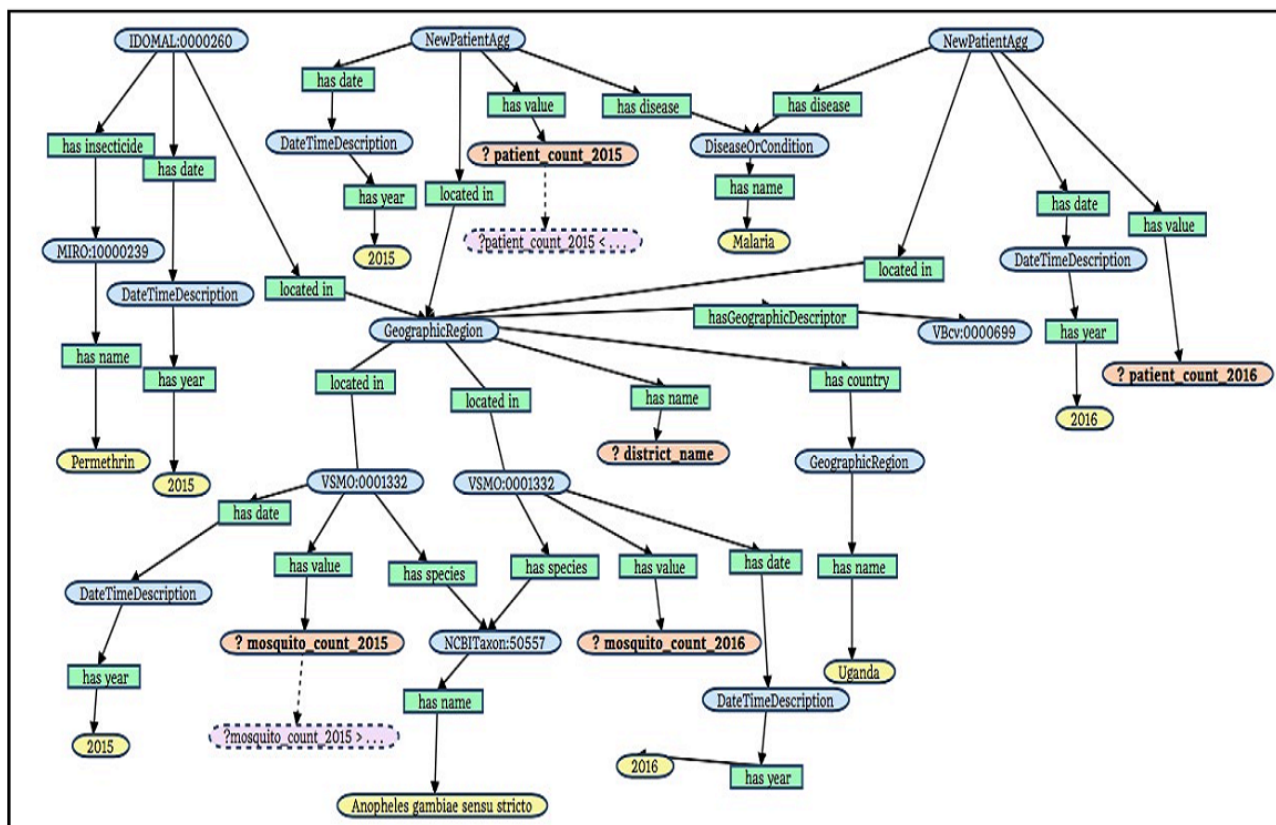 IDOMAL:0000260
NewPatientAgg
NewPatientAgg
has date
has value
has disease
has disease
has insecticide
has date
DateTimeDescription
? patient_count_2015
DiseaseOrCondition
has year
located in
has name
has date
has value
MIRO:10000239
2015
?patient_count_2015 < . . .
Malaria
DateTimeDescription
located in
DateTimeDescription
located in
GeographicRegion
hasGeographicDescriptor
VBcv:0000699
has year
has name
has year
located in
located in
has name
has country
? patient_count_2016
2016
Permethrin
2015
? district_name
GeographicRegion
VSMO:0001332
VSMO:0001332
has date
has value
has species
has species
has value
has date
has name
DateTimeDescription
? mosquito_count_2015
NCBITaxon:50557
? mosquito_count_2016
Uganda
has year
has name
DateTimeDescription
2015
?mosquito_count_2015 > . . .
2016
has year
Anopheles gambiae sensu stricto